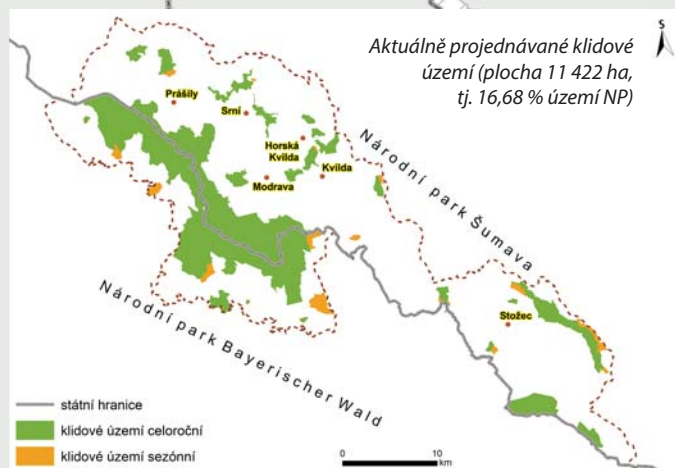 Aktuálně projednávané klidové
území (plocha 11 422 ha,
tj. 16,68 % území NP)
S
Prášily
Srní
Horská
Kvilda
Kvilda
Modrava
Národní park Šumava
Národní park Bayerischer Wald
Stožec
státní hranice
klidové území celoroční
klidové území sezónní
0 10
km